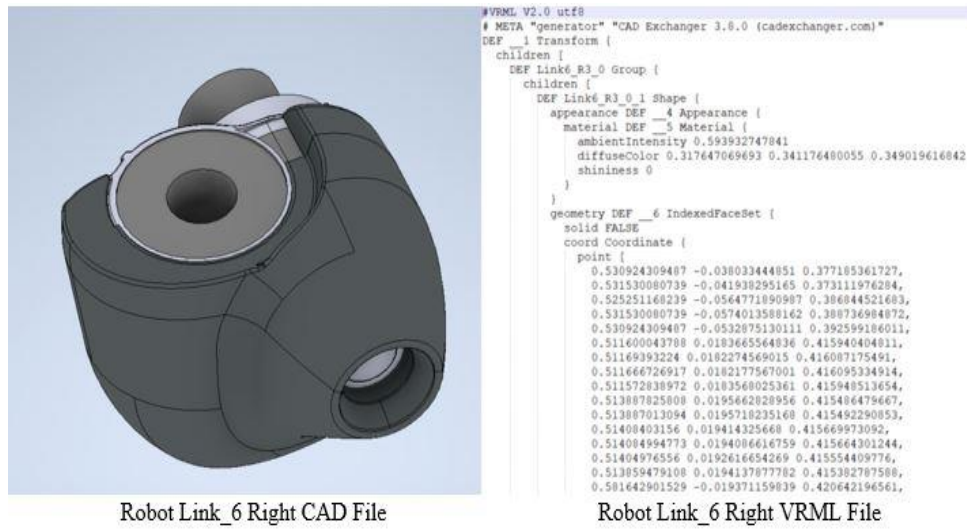 #VRML V2.0 utf8
# META "generator" "CAD Exchanger 3.8.0 (cadexchanger.com)"
DEF __1 Transform {
children [
DEF Link6_R3_0 Group {
children [
DEF Link6_R3_0_1 Shape {
appearance DEF __4 Appearance {
material DEF __5 Material {
ambientIntensity 0.593932747841
diffuseColor 0.317647069693 0.341176480055 0.349019616842
shininess 0
}
}
geometry DEF __6 IndexedFaceSet {
solid FALSE
coord Coordinate {
point [
0.530924309487 -0.038033444851 0.377185361727,
0.531530080739 -0.041938295165 0.373111976284,
0.525251168239 -0.0564771890987 0.386844521683,
0.531530080739 -0.0574013588162 0.388736984872,
0.530924309487 -0.0532875130111 0.392599186011,
0.511600043788 0.0183665564836 0.415940404811,
0.51169393224 0.0182274569015 0.416087175491,
0.511666726917 0.0182177567001 0.416095334914,
0.511572838972 0.0183568025361 0.415948513654,
0.513887825808 0.0195662828956 0.415486479667,
0.513887013094 0.0195718235168 0.415492290853,
0.51408403156 0.019414325668 0.415669973092,
0.514084994773 0.0194086616759 0.415664301244,
0.51404976556 0.0192616654269 0.415554409776,
0.513859479108 0.0194137877782 0.415382787588,
0.581642901529 -0.019371159839 0.420642196561,
Robot Link_6 Right CAD File
Robot Link_6 Right VRML File